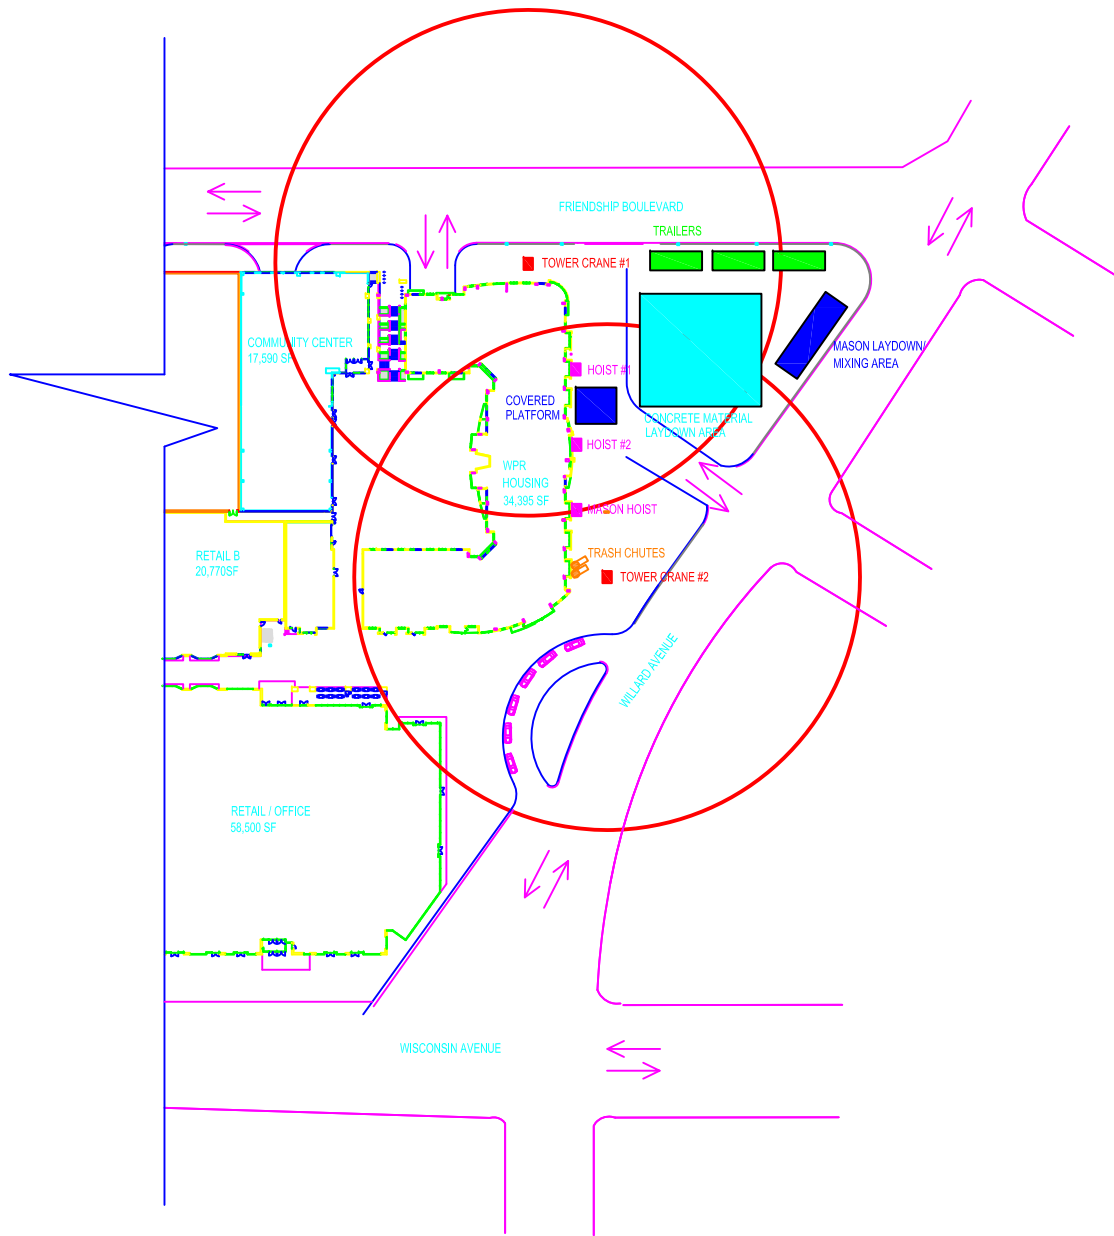 FRIENDSHIP BOULEVARD
TRAILERS
TOWER CRANE #1
COMMUNITY CENTER
17,590 SF
MASON LAYDOWN/
MIXING AREA
HOIST #1
COVERED
PLATFORM
CONCRETE MATERIAL
LAYDOWN AREA
HOIST #2
WPR
HOUSING
34,395 SF
MASON HOIST
RETAIL B
20,770SF
TRASH CHUTES
TOWER CRANE #2
WILLARD AVENUE
RETAIL / OFFICE
58,500 SF
WISCONSIN AVENUE